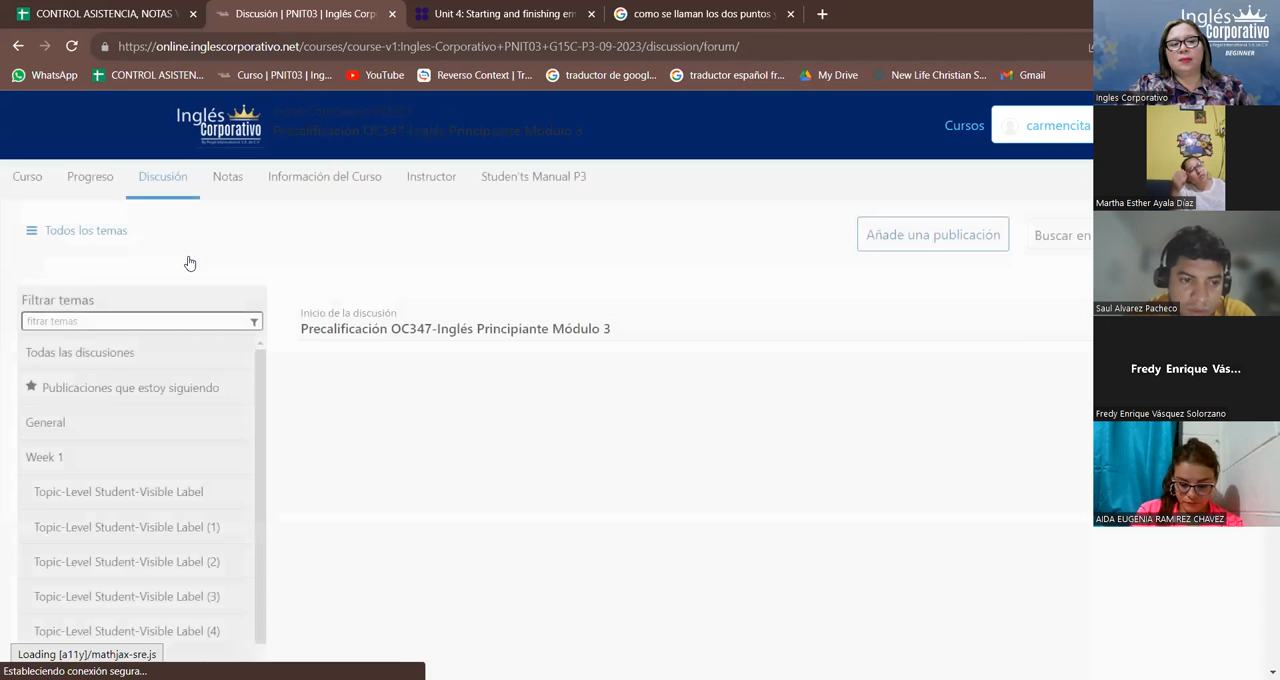 CONTROL ASISTENCIA, NOTAS
Discusión | PNIT03 | Inglés Corp
Unit 4: Starting and finishing em
como se llaman los dos puntos
https://online.inglescorporativo.net/courses/course-v1:Ingles-Corporativo+PNIT03+G15C-P3-09-2023/discussion/forum/
WhatsApp
CONTROL ASISTEN...
Curso | PNIT03 | Ing...
YouTube
Reverso Context | Tr...
traductor de googl...
traductor español fr...
My Drive
New Life Christian S...
Gmail
Inglés Corporativo
Precalificación OC347-Inglés Principiante Módulo 3
Cursos
carmencita
Curso
Progreso
Discusión
Notas
Información del Curso
Instructor
Studen'ts Manual P3
Todos los temas
Añade una publicación
Buscar en
Filtrar temas
fitrar temas
Todas las discusiones
Publicaciones que estoy siguiendo
General
Week 1
Topic-Level Student-Visible Label
Topic-Level Student-Visible Label (1)
Topic-Level Student-Visible Label (2)
Topic-Level Student-Visible Label (3)
Topic-Level Student-Visible Label (4)
Inicio de la discusión
Precalificación OC347-Inglés Principiante Módulo 3
Loading [a11y]/mathjax-sre.js
Estableciendo conexión segura...
Inglés
Corporativo
BEGINNER
Ingles Corporativo
Martha Esther Ayala Díaz
Saul Alvarez Pacheco
Fredy Enrique Vás...
Fredy Enrique Vásquez Solorzano
AIDA EUGENIA RAMIREZ CHAVEZ